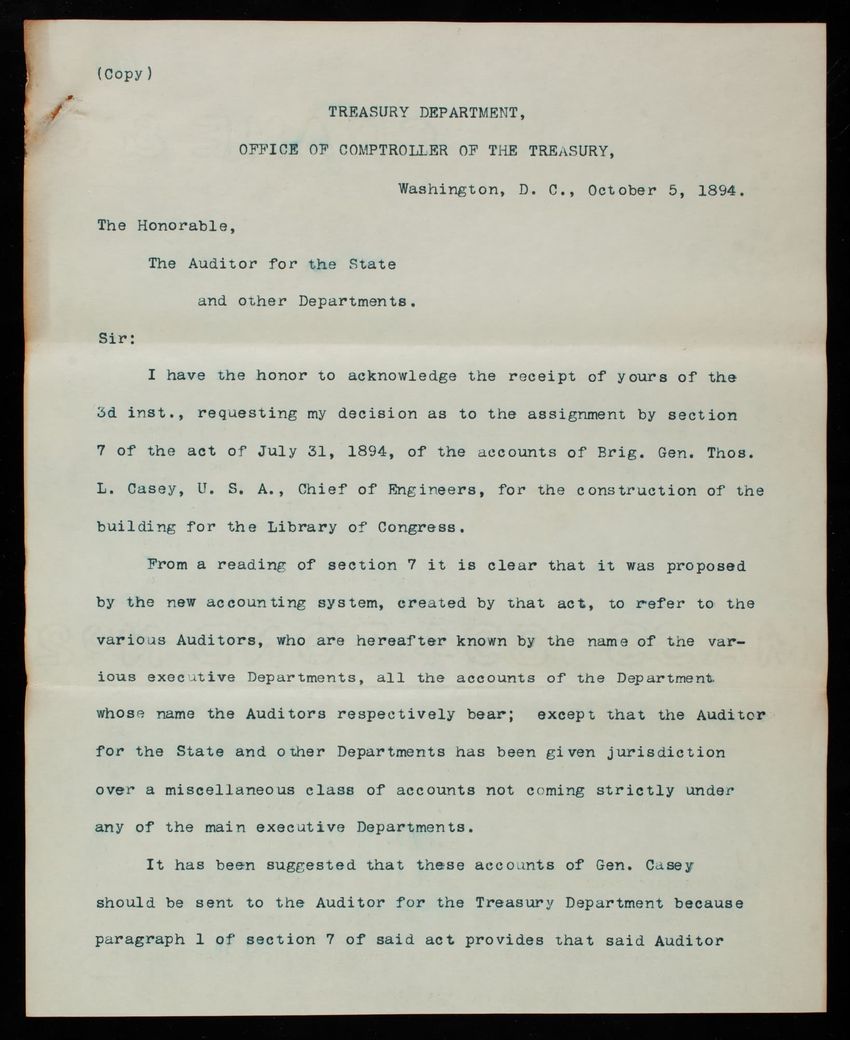 (Copy)
TREASURY DEPARTMENT,
OFFICE OF COMPTROLLER OF THE TREASURY,
Washington, D. C., October 5, 1894.
The Honorable,
The Auditor for the State
and other Departments.
Sir:
I have the honor to acknowledge the receipt of yours of the
3d inst., requesting my decision as to the assignment by section
7 of the act of July 31, 1894, of the accounts of Brig. Gen. Thos.
L. Casey, U. S. A., Chief of Engineers, for the construction of the
building for the Library of Congress.
From a reading of section 7 it is clear that it was proposed
by the new accounting system, created by that act, to refer to the
various Auditors, who are hereafter known by the name of the var-
ious executive Departments, all the accounts of the Department
whose name the Auditors respectively bear; except that the Auditor
for the State and other Departments has been given jurisdiction
over a miscellaneous class of accounts not coming strictly under
any of the main executive Departments.
It has been suggested that these accounts of Gen. Casey
should be sent to the Auditor for the Treasury Department because
paragraph 1 of section 7 of said act provides that said Auditor